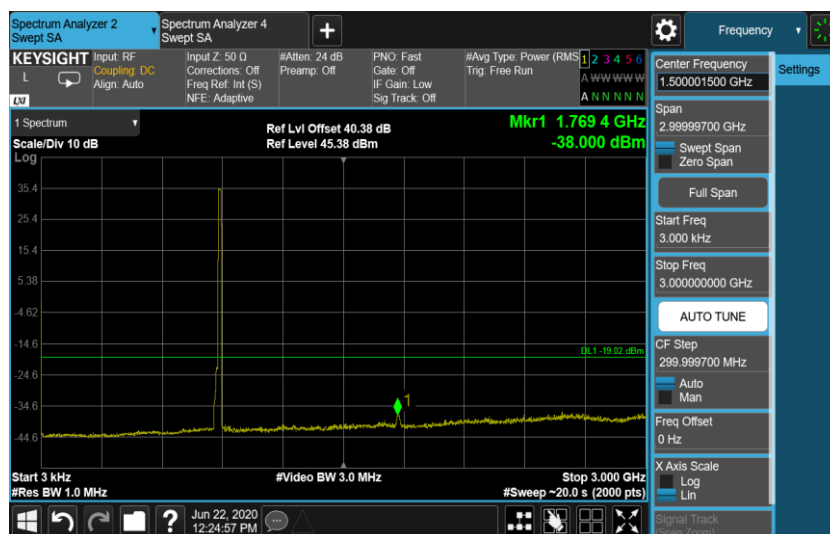 Spectrum Analyzer 2
Swept SA
Spectrum Analyzer 4
Swept SA
Frequency
KEYSIGHT
L
LXI
Input: RF
Coupling: DC
Align: Auto
Input Z: 50 Ω
Corrections: Off
Freq Ref: Int (S)
NFE: Adaptive
#Atten: 24 dB
Preamp: Off
PNO: Fast
Gate: Off
IF Gain: Low
Sig Track: Off
#Avg Type: Power (RMS
Trig: Free Run
1 2 3 4 5 6
A W W W W W
A N N N N N
1 Spectrum
Scale/Div 10 dB
Log
Ref Lvl Offset 40.38 dB
Ref Level 45.38 dBm
Mkr1 1.769 4 GHz
-38.000 dBm
35.4
25.4
15.4
5.38
-4.62
-14.6
-24.6
-34.6
-44.6
DL1 -19.02 dBm
1
Start 3 kHz
#Res BW 1.0 MHz
#Video BW 3.0 MHz
Stop 3.000 GHz
#Sweep ~20.0 s (2000 pts)
Jun 22, 2020
12:24:57 PM
Center Frequency
1.500001500 GHz
Settings
Span
2.99999700 GHz
Swept Span
Zero Span
Full Span
Start Freq
3.000 kHz
Stop Freq
3.000000000 GHz
AUTO TUNE
CF Step
299.999700 MHz
Auto
Man
Freq Offset
0 Hz
X Axis Scale
Log
Lin
Signal Track
(Span Zoom)